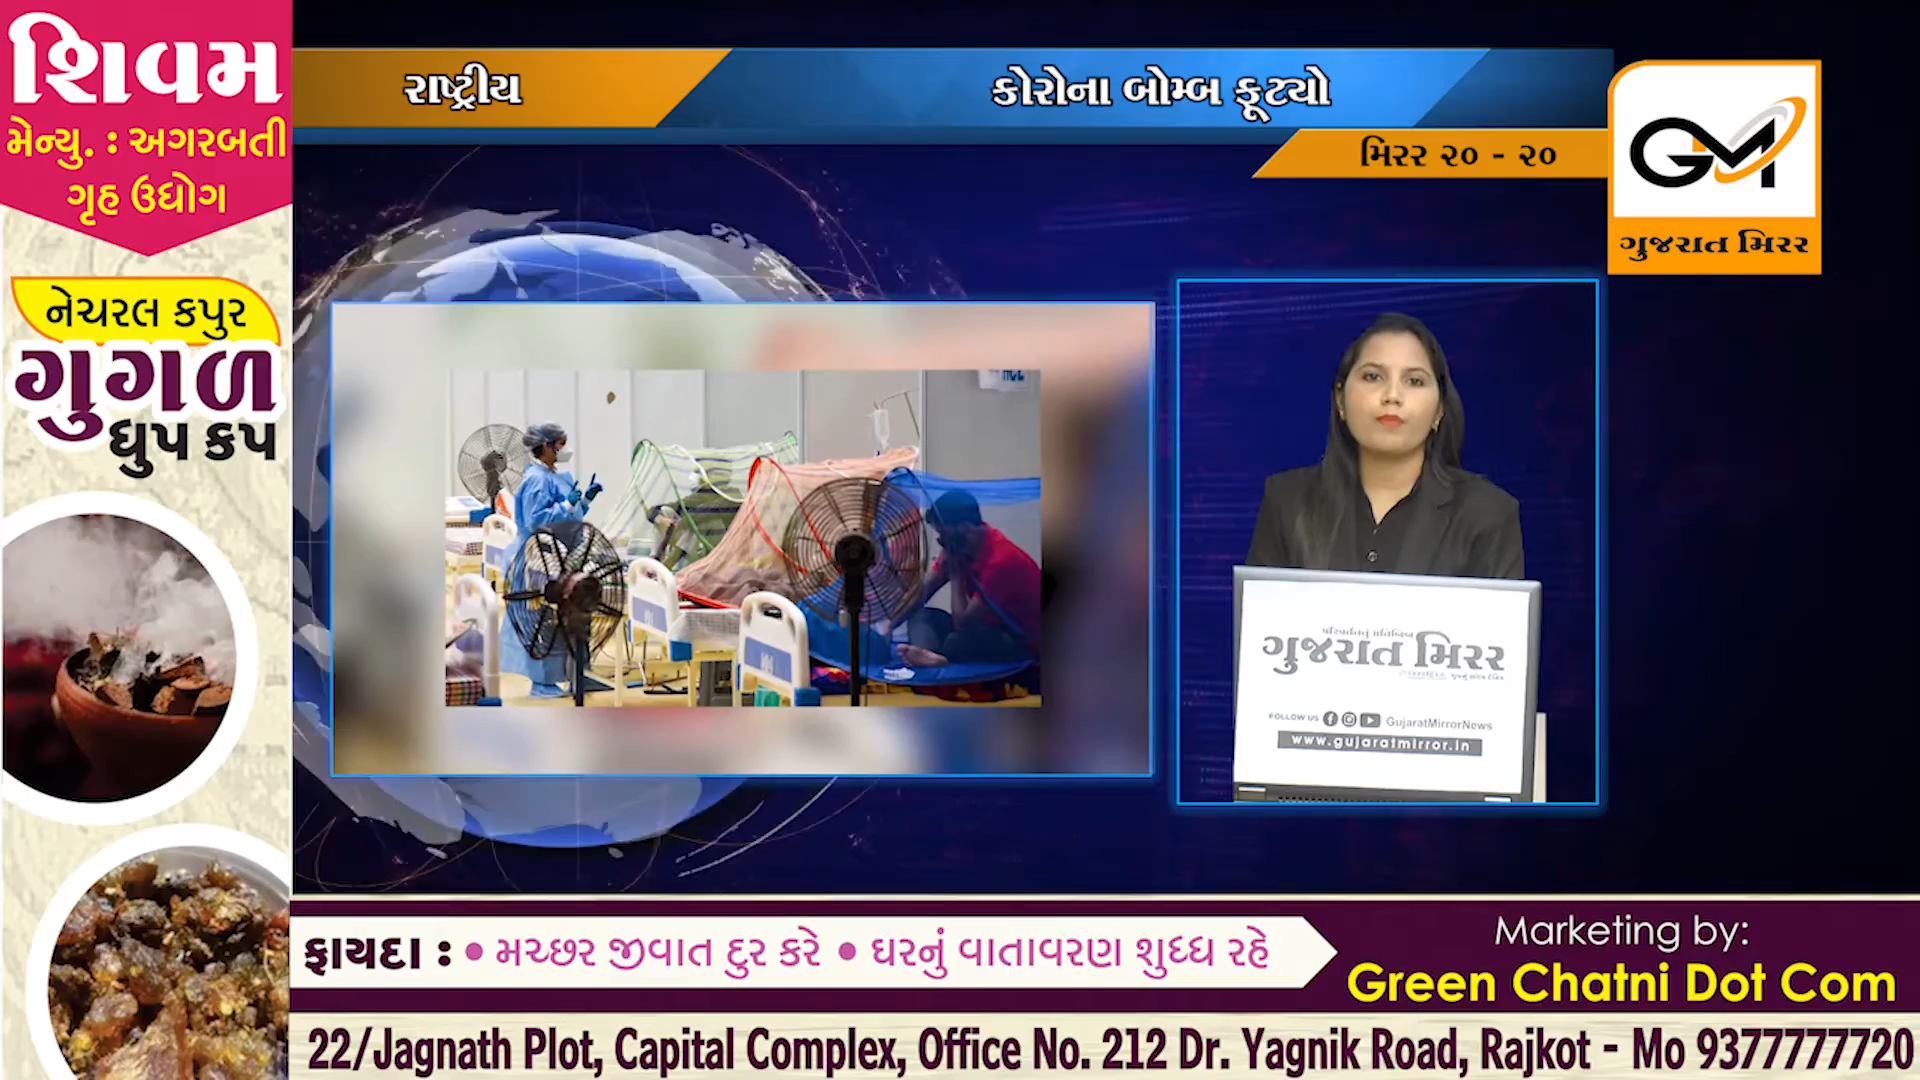 શિવમ
મેન્યુ. : અગરબતી
ગૃહ ઉદ્યોગ
નેચરલ કપુર
ગુગળ
ધુપ કપ
રાષ્ટ્રીય
કોરોના બોમ્બ ફૂટ્યો
મિરર ૨૦ - ૨૦
GM
ગુજરાત મિરર
ગુજરાત મિરર
FOLLOW US GujaratMirrorNews
www.gujaratmirror.in
ફાયદા : • મચ્છર જીવાત દુર કરે • ઘરનું વાતાવરણ શુધ્ધ રહે
Marketing by:
Green Chatni Dot Com
22/Jagnath Plot, Capital Complex, Office No. 212 Dr. Yagnik Road, Rajkot - Mo 9377777720